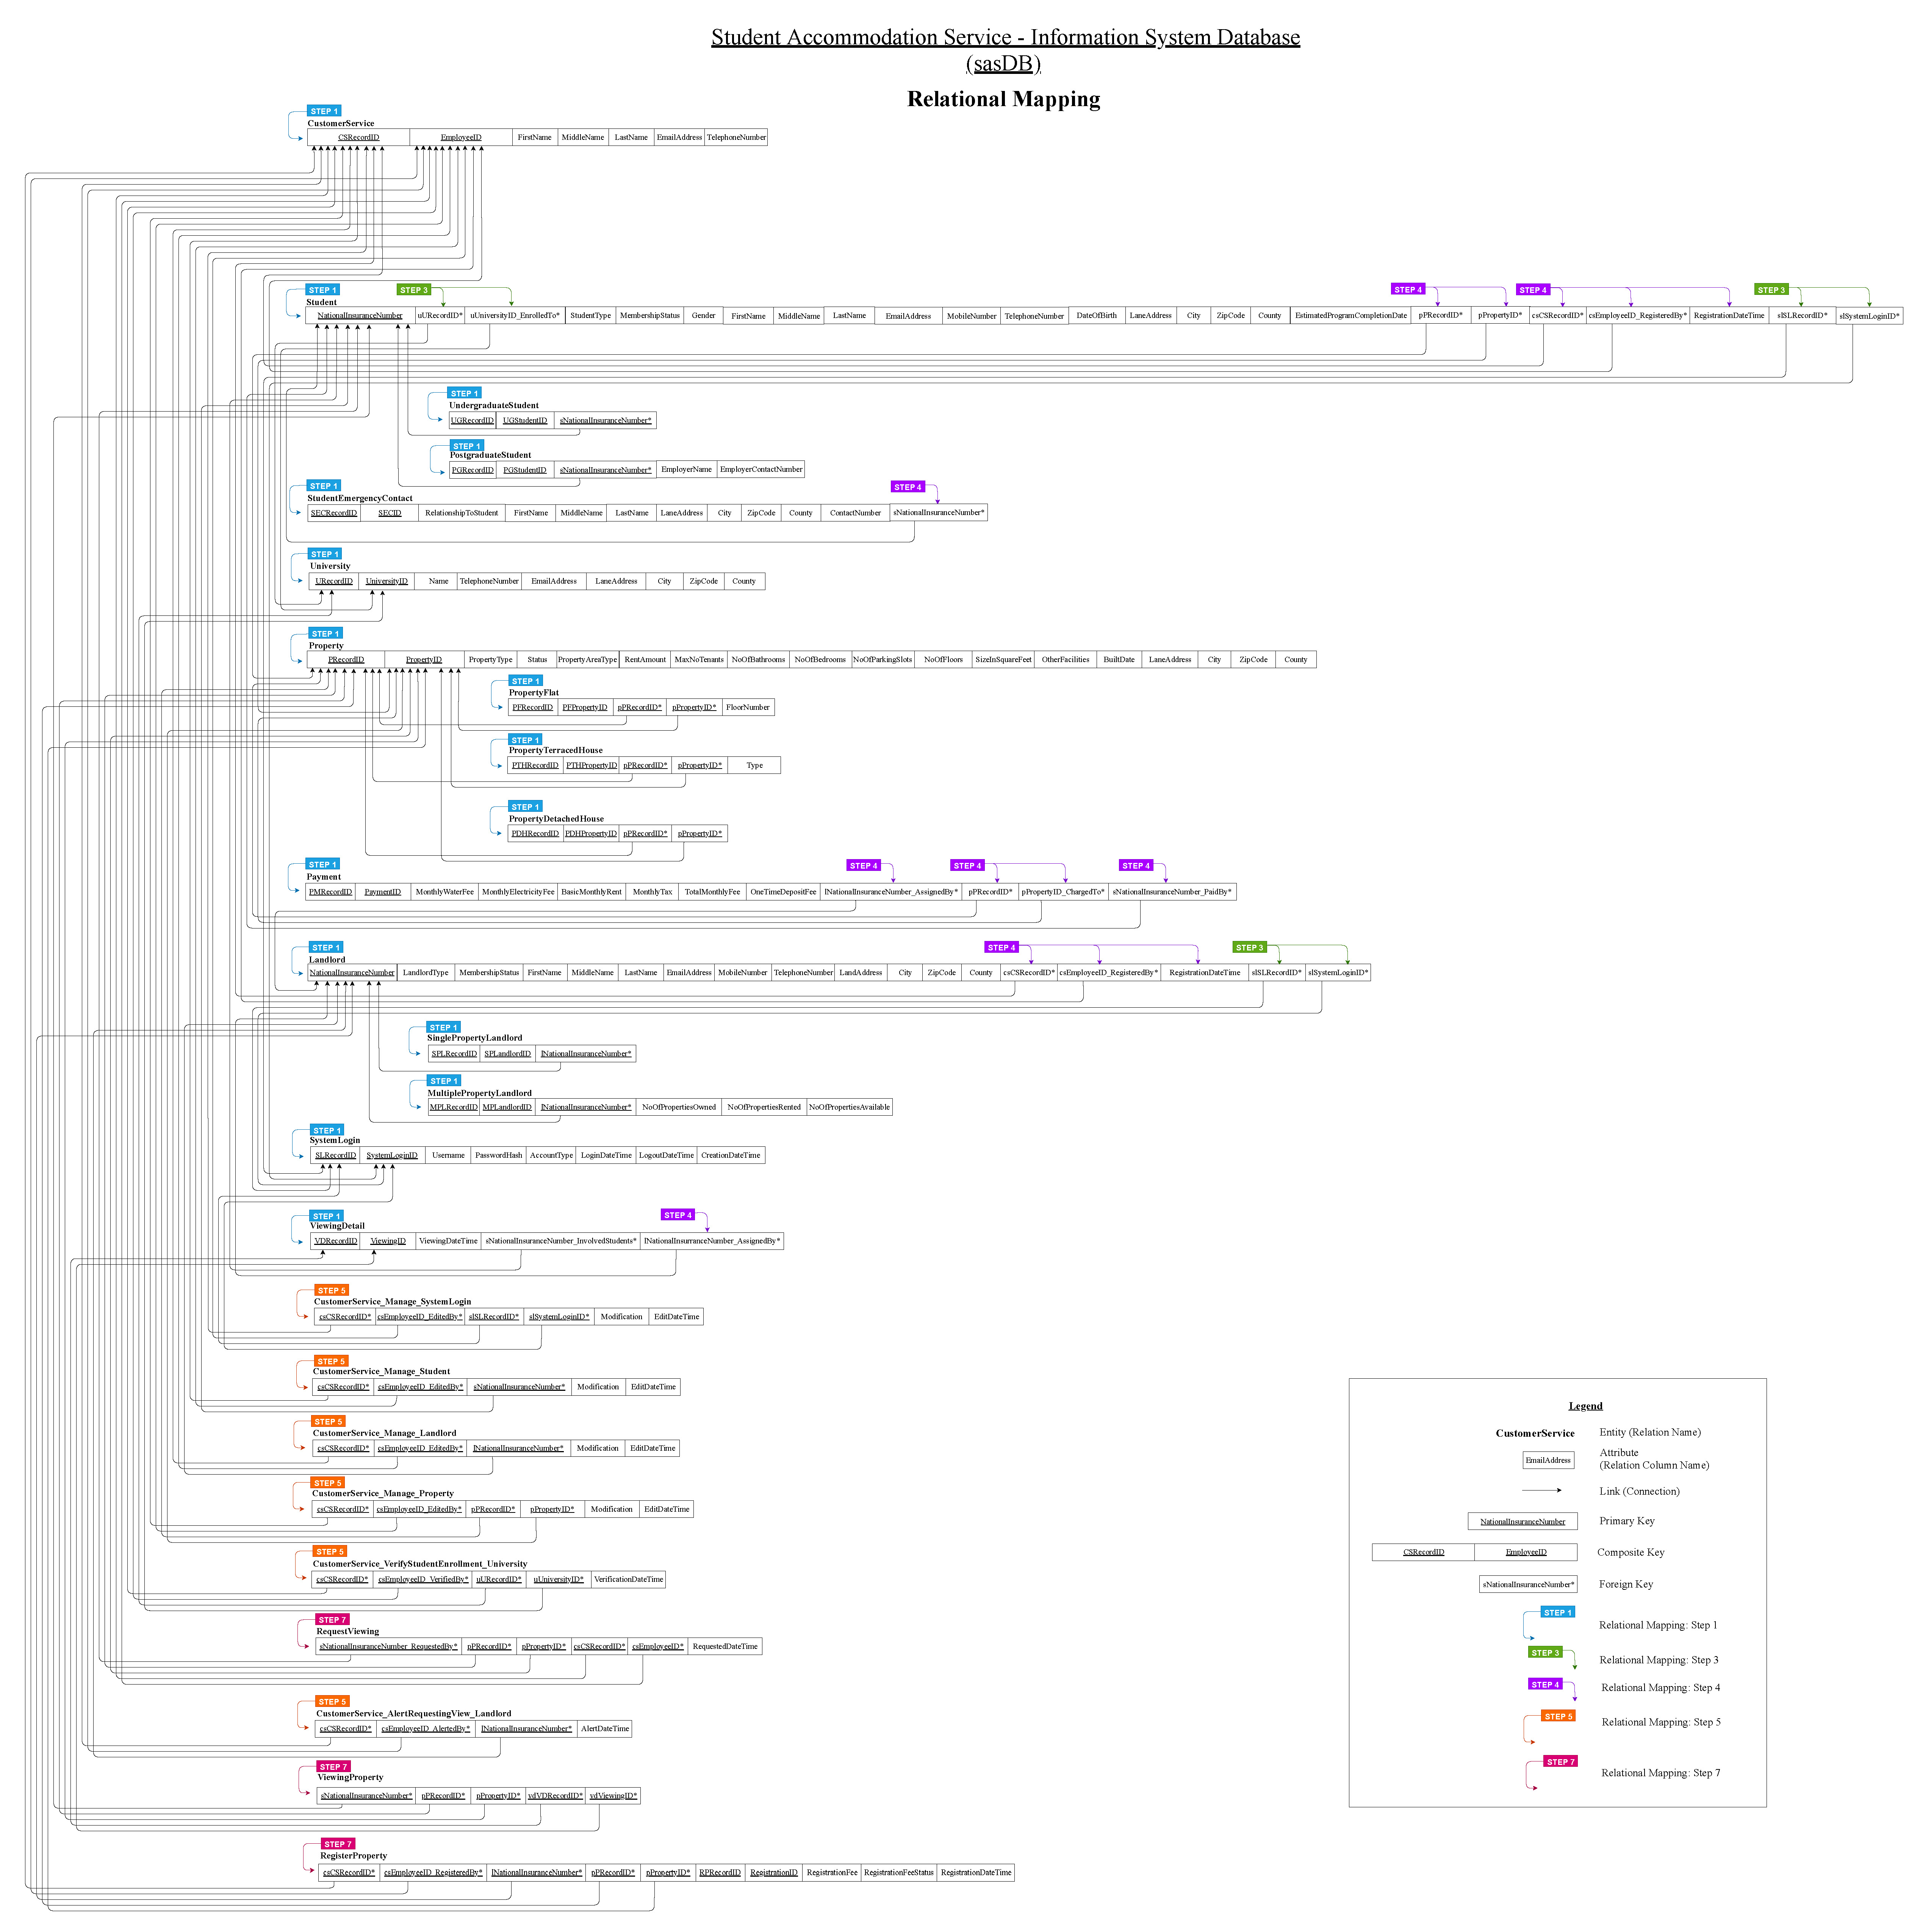 Student Accommodation Service - Information System Database
(sasDB)
Relational Mapping
STEP 1
CustomerService
CSRecordID EmployeeID FirstName MiddleName LastName EmailAddress TelephoneNumber
STEP 1 STEP 3 STEP 4 STEP 4 STEP 3
Student
NationalInsuranceNumber uURecordID* uUniversityID_EnrolledTo* StudentType MembershipStatus Gender FirstName MiddleName LastName EmailAddress MobileNumber TelephoneNumber DateOfBirth LaneAddress City ZipCode County EstimatedProgramCompletionDate pPRecordID* pPropertyID* csCSRecordID* csEmployeeID_RegisteredBy* RegistrationDateTime slSLRecordID* slSystemLoginID*
STEP 1
UndergraduateStudent
UGRecordID UGStudentID sNationalInsuranceNumber*
STEP 1
PostgraduateStudent
PGRecordID PGStudentID sNationalInsuranceNumber* EmployerName EmployerContactNumber
STEP 1 STEP 4
StudentEmergencyContact
SECRecordID SECID RelationshipToStudent FirstName MiddleName LastName LaneAddress City ZipCode County ContactNumber sNationalInsuranceNumber*
STEP 1
University
URecordID UniversityID Name TelephoneNumber EmailAddress LaneAddress City ZipCode County
STEP 1
Property
PRecordID PropertyID PropertyType Status PropertyAreaType RentAmount MaxNoTenants NoOfBathrooms NoOfBedrooms NoOfParkingSlots NoOfFloors SizeInSquareFeet OtherFacilities BuiltDate LaneAddress City ZipCode County
STEP 1
PropertyFlat
PFRecordID PFPropertyID pPRecordID* pPropertyID* FloorNumber
STEP 1
PropertyTerracedHouse
PTHRecordID PTHPropertyID pPRecordID* pPropertyID* Type
STEP 1
PropertyDetachedHouse
PDHRecordID PDHPropertyID pPRecordID* pPropertyID*
STEP 1 STEP 4 STEP 4 STEP 4
Payment
PMRecordID PaymentID MonthlyWaterFee MonthlyElectricityFee BasicMonthlyRent MonthlyTax TotalMonthlyFee OneTimeDepositFee lNationalInsuranceNumber_AssignedBy* pPRecordID* pPropertyID_ChargedTo* sNationalInsuranceNumber_PaidBy*
STEP 1 STEP 4 STEP 3
Landlord
NationalInsuranceNumber LandlordType MembershipStatus FirstName MiddleName LastName EmailAddress MobileNumber TelephoneNumber LandAddress City ZipCode County csCSRecordID* csEmployeeID_RegisteredBy* RegistrationDateTime slSLRecordID* slSystemLoginID*
STEP 1
SinglePropertyLandlord
SPLRecordID SPLandlordID lNationalInsuranceNumber*
STEP 1
MultiplePropertyLandlord
MPLRecordID MPLandlordID lNationalInsuranceNumber* NoOfPropertiesOwned NoOfPropertiesRented NoOfPropertiesAvailable
STEP 1
SystemLogin
SLRecordID SystemLoginID Username PasswordHash AccountType LoginDateTime LogoutDateTime CreationDateTime
STEP 1 STEP 4
ViewingDetail
VDRecordID ViewingID ViewingDateTime sNationalInsuranceNumber_InvolvedStudents* lNationalInsurranceNumber_AssignedBy*
STEP 5
CustomerService_Manage_SystemLogin
csCSRecordID* csEmployeeID_EditedBy* slSLRecordID* slSystemLoginID* Modification EditDateTime
STEP 5
CustomerService_Manage_Student
csCSRecordID* csEmployeeID_EditedBy* sNationalInsuranceNumber* Modification EditDateTime
STEP 5
CustomerService_Manage_Landlord
csCSRecordID* csEmployeeID_EditedBy* lNationalInsuranceNumber* Modification EditDateTime
STEP 5
CustomerService_Manage_Property
csCSRecordID* csEmployeeID_EditedBy* pPRecordID* pPropertyID* Modification EditDateTime
STEP 5
CustomerService_VerifyStudentEnrollment_University
csCSRecordID* csEmployeeID_VerifiedBy* uURecordID* uUniversityID* VerificationDateTime
STEP 7
RequestViewing
sNationalInsuranceNumber_RequestedBy* pPRecordID* pPropertyID* csCSRecordID* csEmployeeID* RequestedDateTime
STEP 5
CustomerService_AlertRequestingView_Landlord
csCSRecordID* csEmployeeID_AlertedBy* lNationalInsuranceNumber* AlertDateTime
STEP 7
ViewingProperty
sNationalInsuranceNumber* pPRecordID* pPropertyID* vdVDRecordID* vdViewingID*
STEP 7
RegisterProperty
csCSRecordID* csEmployeeID_RegisteredBy* lNationalInsuranceNumber* pPRecordID* pPropertyID* RPRecordID RegistrationID RegistrationFee RegistrationFeeStatus RegistrationDateTime
Legend
CustomerService Entity (Relation Name)
EmailAddress Attribute
(Relation Column Name)
Link (Connection)
NationalInsuranceNumber Primary Key
CSRecordID EmployeeID Composite Key
sNationalInsuranceNumber* Foreign Key
STEP 1 Relational Mapping: Step 1
STEP 3 Relational Mapping: Step 3
STEP 4 Relational Mapping: Step 4
STEP 5 Relational Mapping: Step 5
STEP 7 Relational Mapping: Step 7